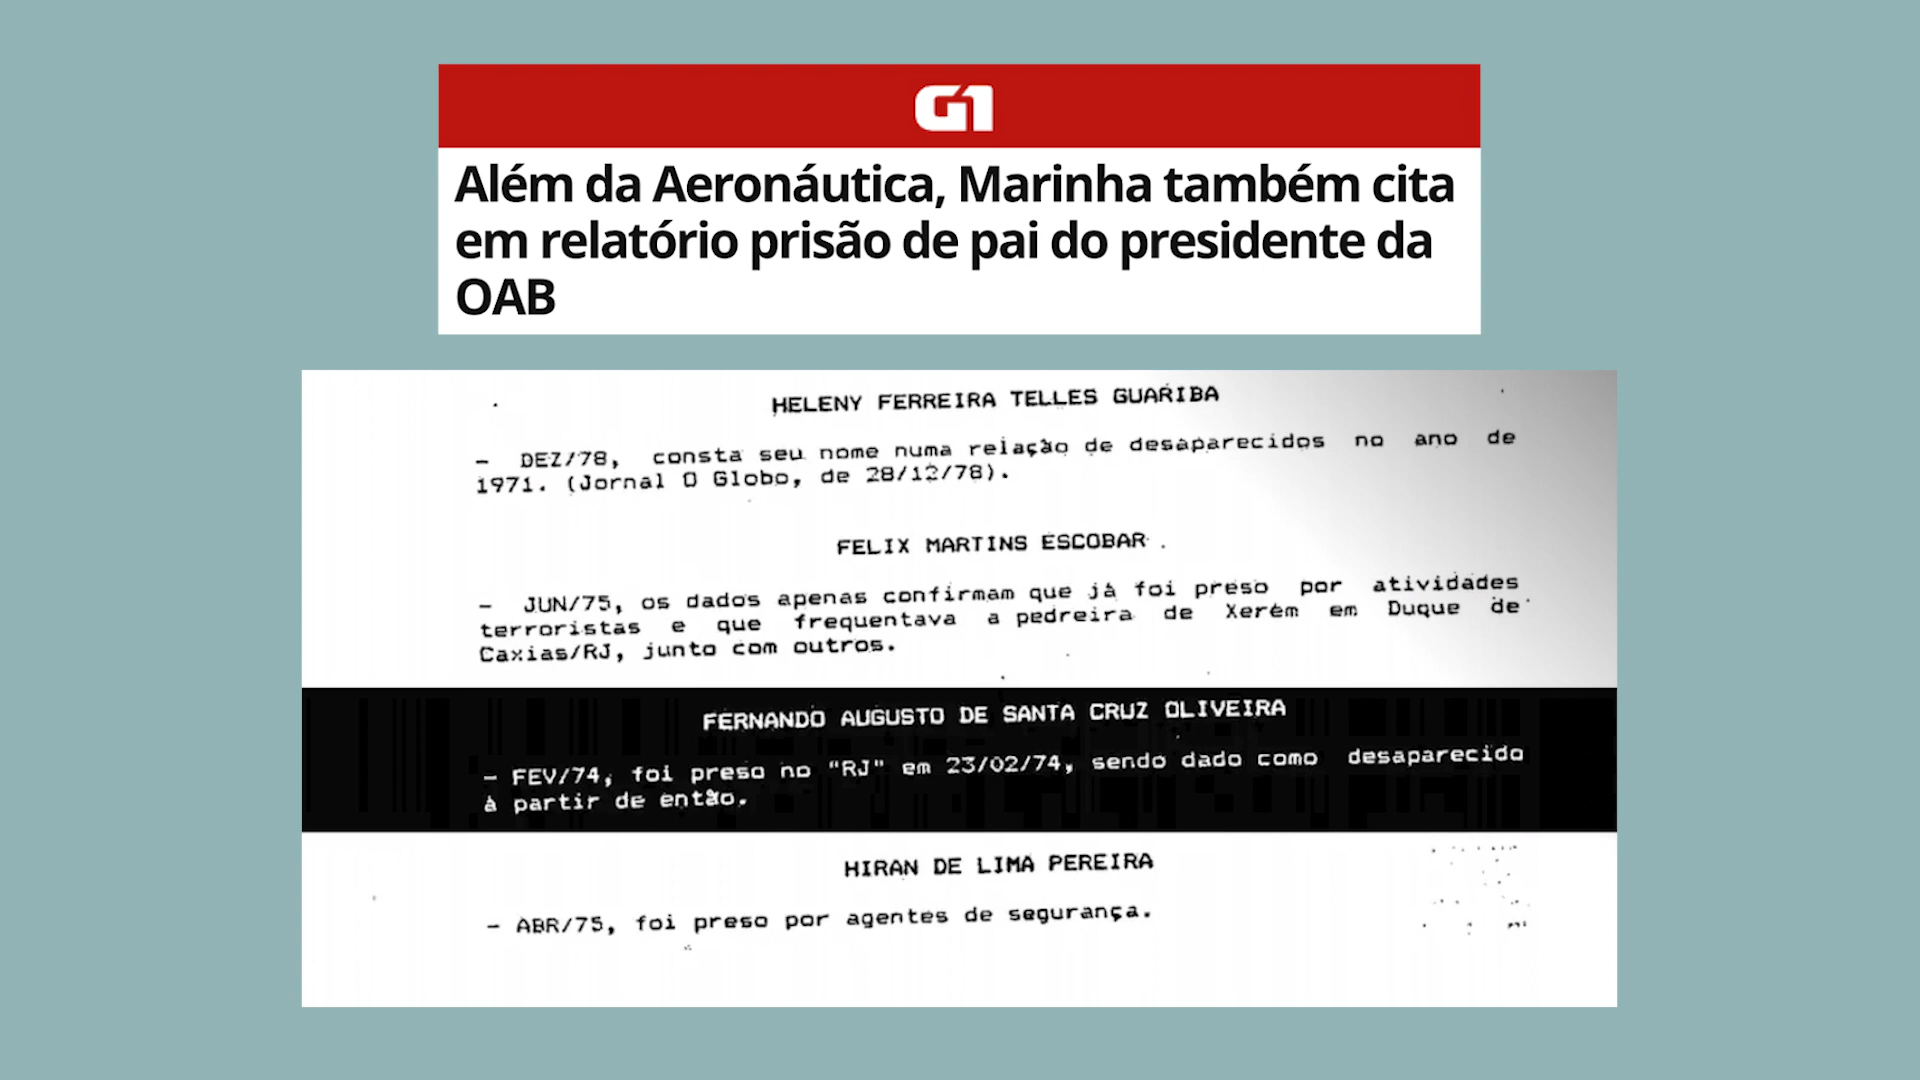 G1
Além da Aeronáutica, Marinha também cita
em relatório prisão de pai do presidente da
OAB
HELENY FERREIRA TELLES GUARIBA
- DEZ/78, consta seu nome numa relação de desaparecidos no ano de
1971. (Jornal O Globo, de 28/12/78).
FELIX MARTINS ESCOBAR.
- JUN/75, os dados apenas confirmam que já foi preso por atividades
terroristas e que frequentava a pedreira de Xerém em Duque de
Caxias/RJ, junto com outros.
FERNANDO AUGUSTO DE SANTA CRUZ OLIVEIRA
- FEV/74, foi preso no "RJ" em 23/02/74, sendo dado como desaparecido
à partir de então.
HIRAN DE LIMA PEREIRA
- ABR/75, foi preso por agentes de segurança.